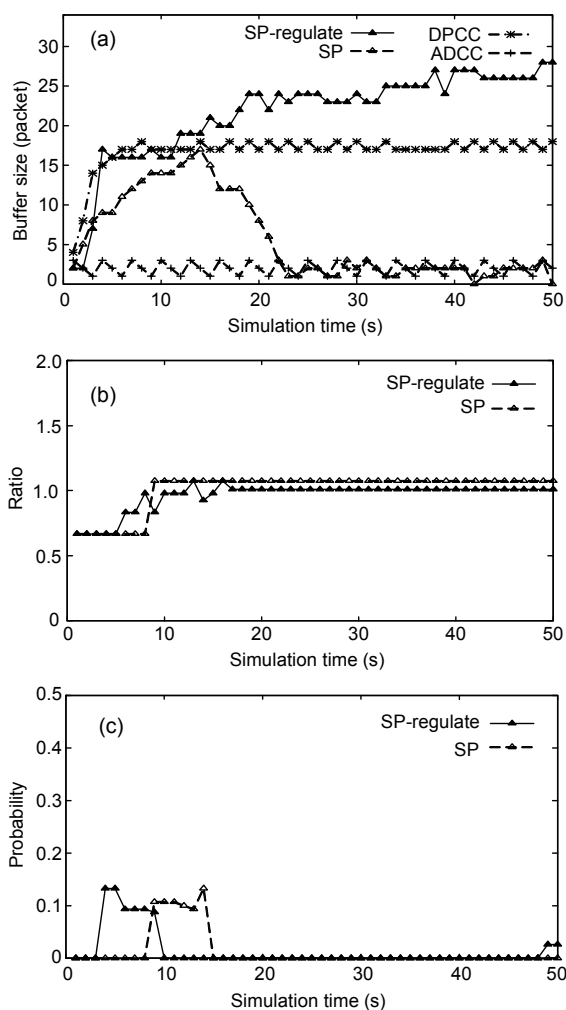 (a)
SP-regulate
SP
DPCC
ADCC
30
25
20
15
10
5
0
Buffer size (packet)
0 10 20 30 40 50
Simulation time (s)
(b)
SP-regulate
SP
2.0
1.5
1.0
0.5
0
Ratio
0 10 20 30 40 50
Simulation time (s)
(c)
SP-regulate
SP
0.5
0.4
0.3
0.2
0.1
0
Probability
0 10 20 30 40 50
Simulation time (s)